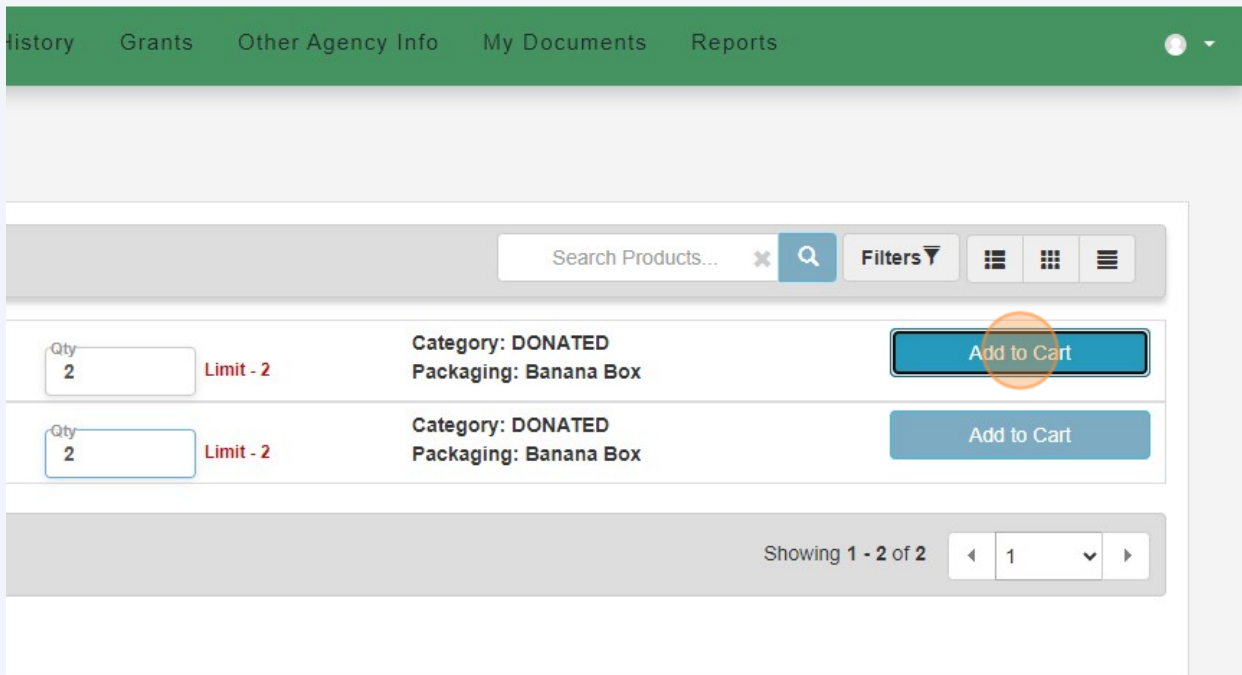 History Grants Other Agency Info My Documents Reports
Search Products... Filters
Qty
2 Limit - 2
Category: DONATED
Packaging: Banana Box
Add to Cart
Qty
2 Limit - 2
Category: DONATED
Packaging: Banana Box
Add to Cart
Showing 1 - 2 of 2 1